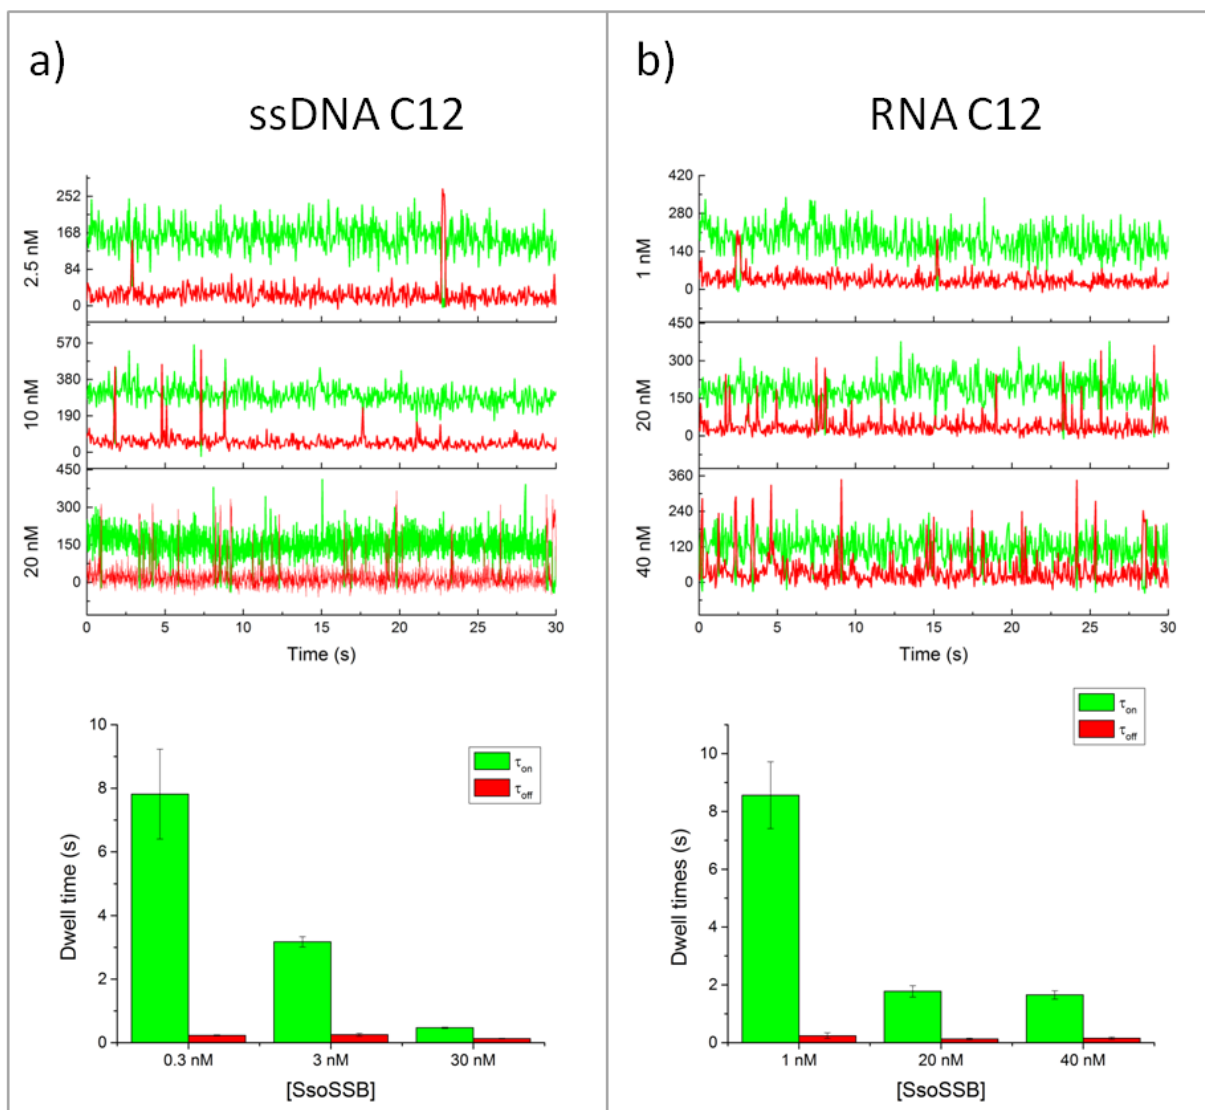 a)
ssDNA C12
2.5 nM
252
168
84
0
10 nM
570
380
190
0
20 nM
450
300
150
0
0 5 10 15 20 25 30
Time (s)
Dwell time (s)
10
8
6
4
2
0
τon
τoff
0.3 nM 3 nM 30 nM
[SsoSSB]
b)
RNA C12
1 nM
420
280
140
0
20 nM
450
300
150
0
40 nM
360
240
120
0
0 5 10 15 20 25 30
Time (s)
τon
τoff
Dwell times (s)
10
8
6
4
2
0
1 nM 20 nM 40 nM
[SsoSSB]